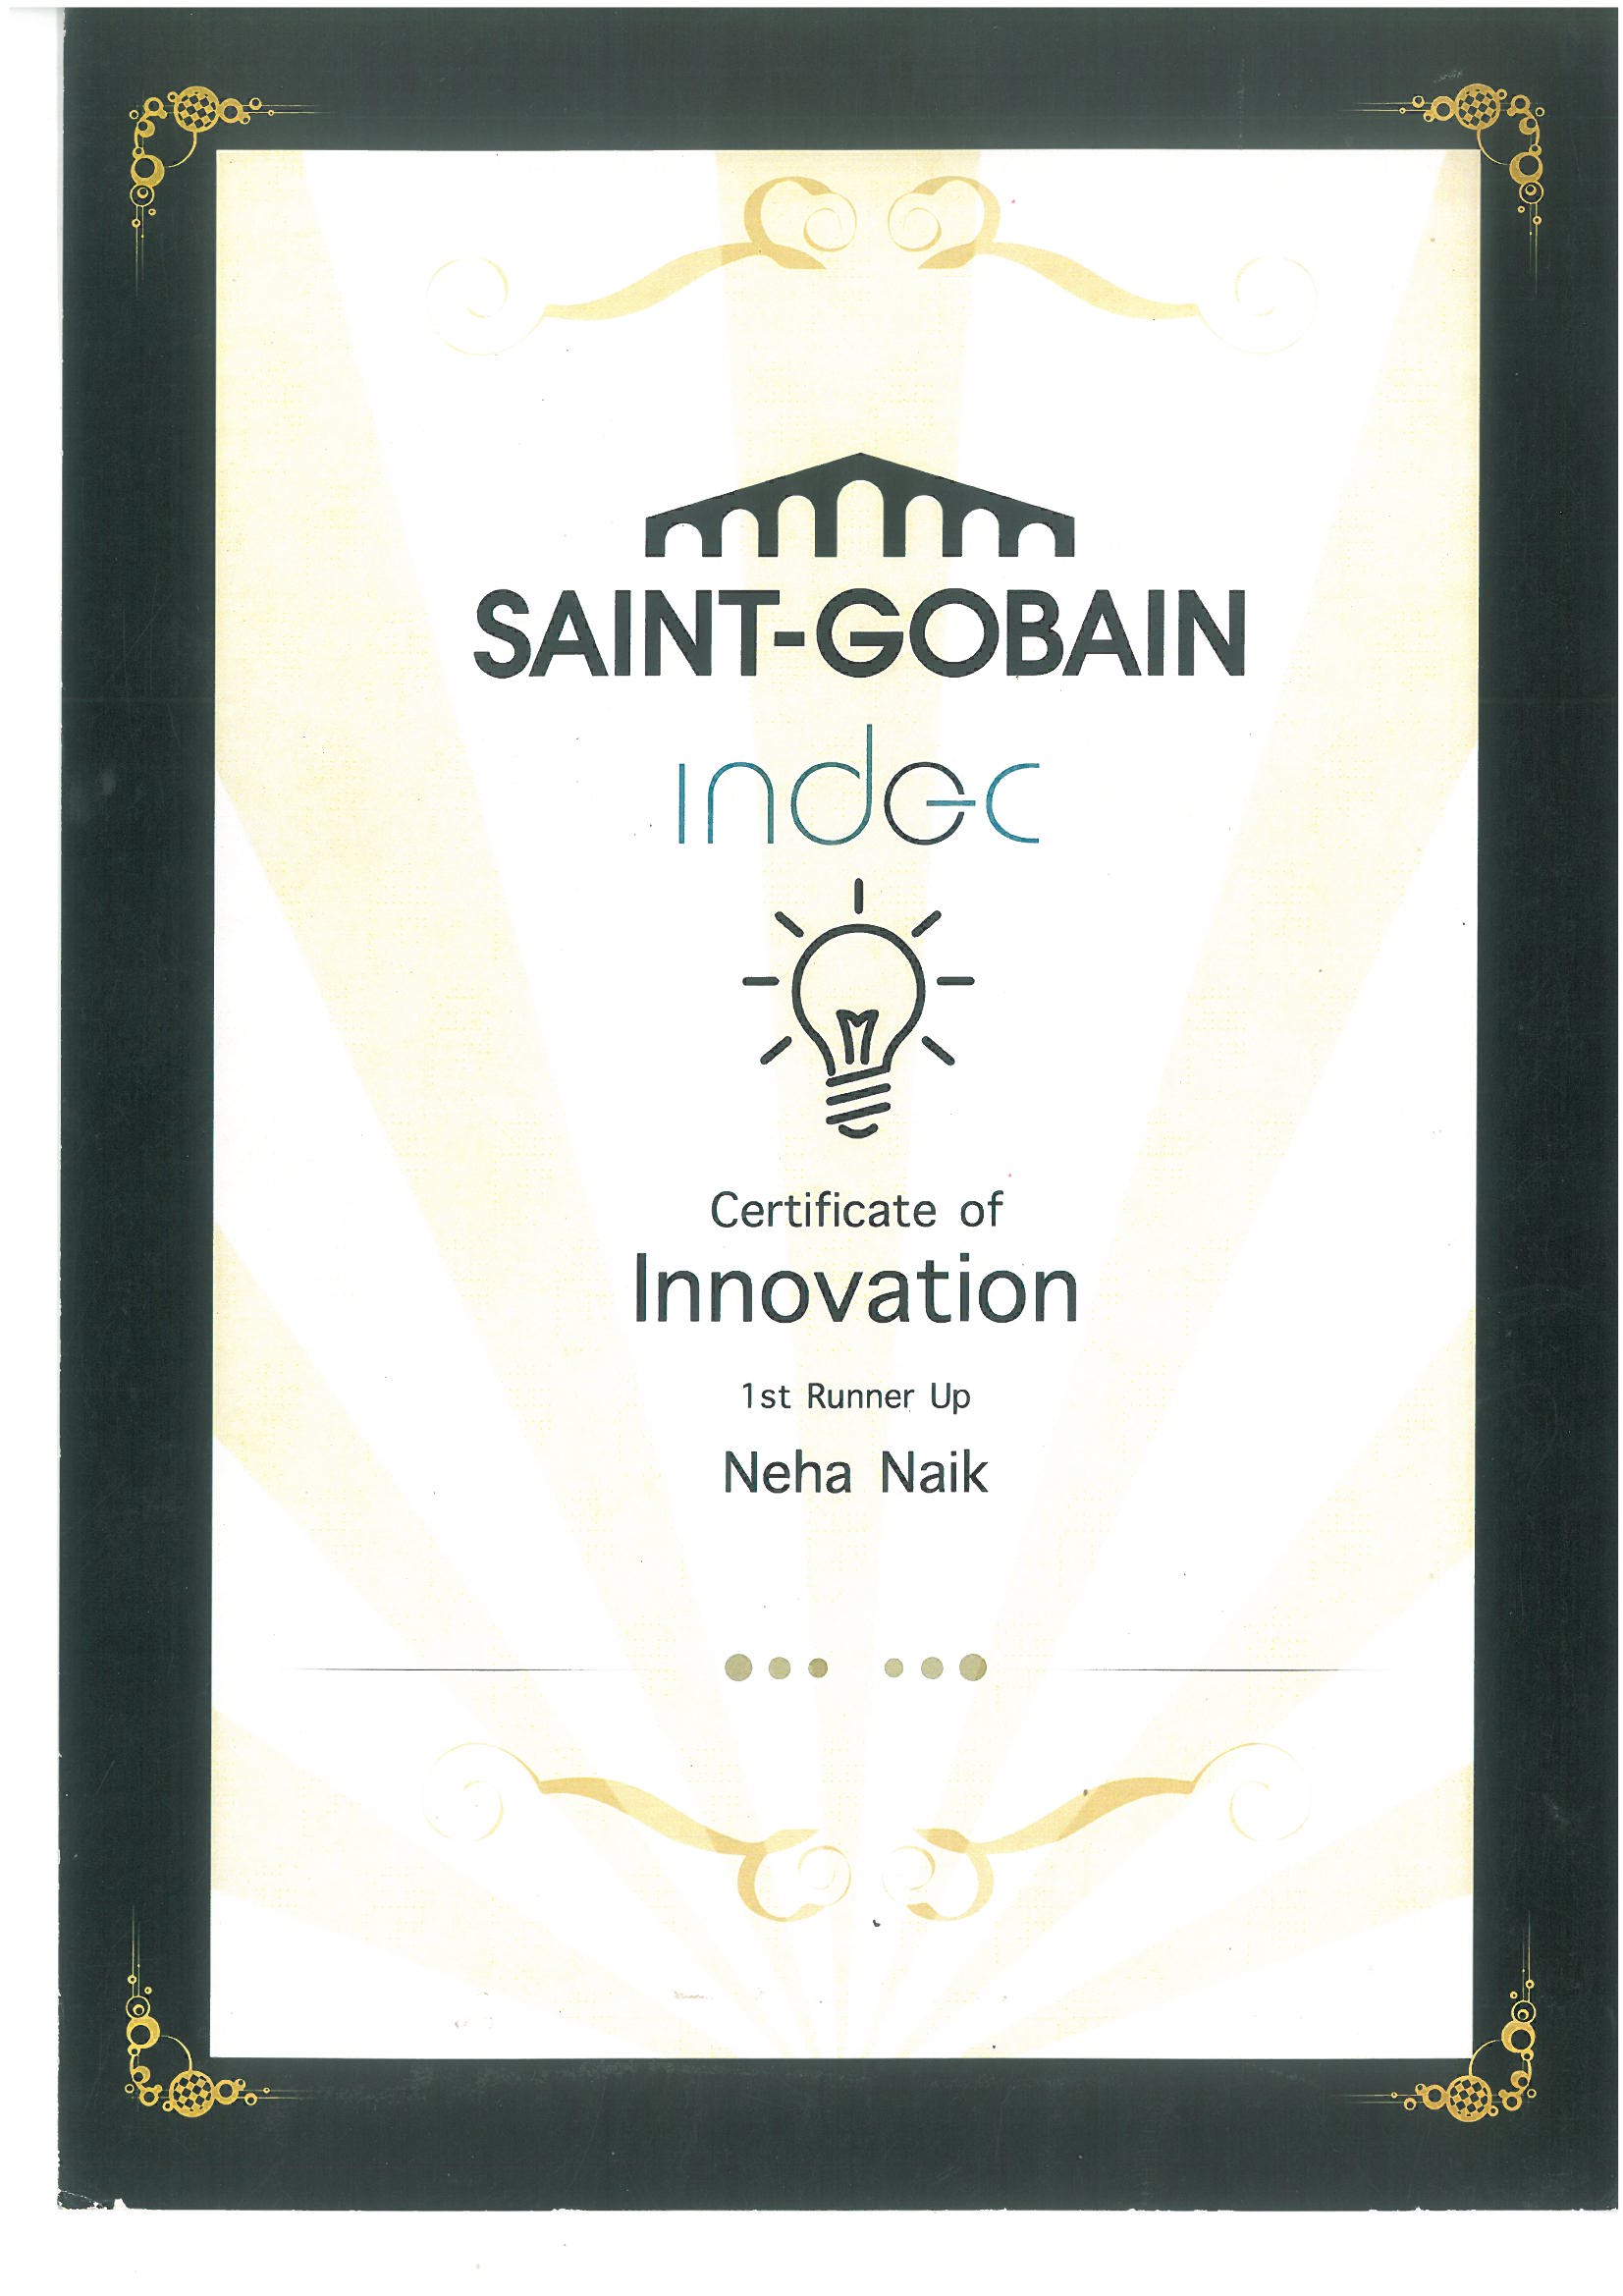 SAINT-GOBAIN
indec
Certificate of
Innovation
1st Runner Up
Neha Naik